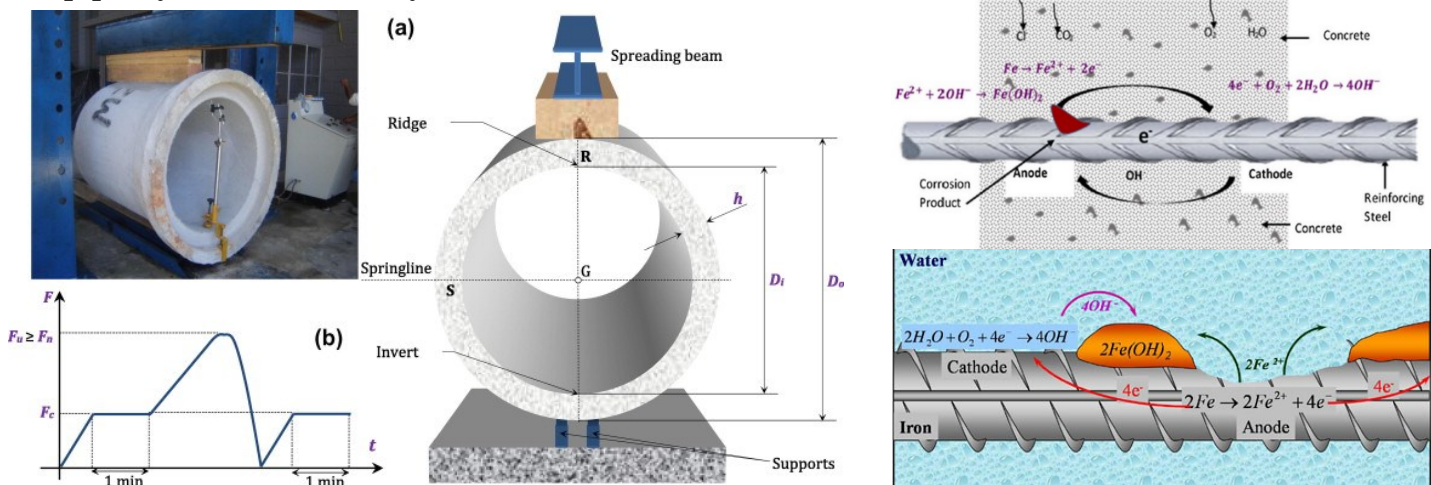 (a)
Spreading beam
Ridge
R
h
Springline
G
S
Dᵢ
Dₒ
Invert
Supports
F
Fᵤ ≥ Fₙ
(b)
F꜀
t
1 min
1 min
Cl
CO₂
O₂
H₂O
Concrete
Fe → Fe²⁺ + 2e⁻
4e⁻ + O₂ + 2H₂O → 4OH⁻
Fe²⁺ + 2OH⁻ → Fe(OH)₂
e⁻
Anode
OH
Cathode
Corrosion
Product
Reinforcing
Steel
Concrete
Water
4OH⁻
2H₂O + O₂ + 4e⁻ → 4OH⁻
2Fe(OH)₂
2Fe²⁺
Cathode
4e⁻
4e⁻
2Fe → 2Fe²⁺ + 4e⁻
Iron
Anode